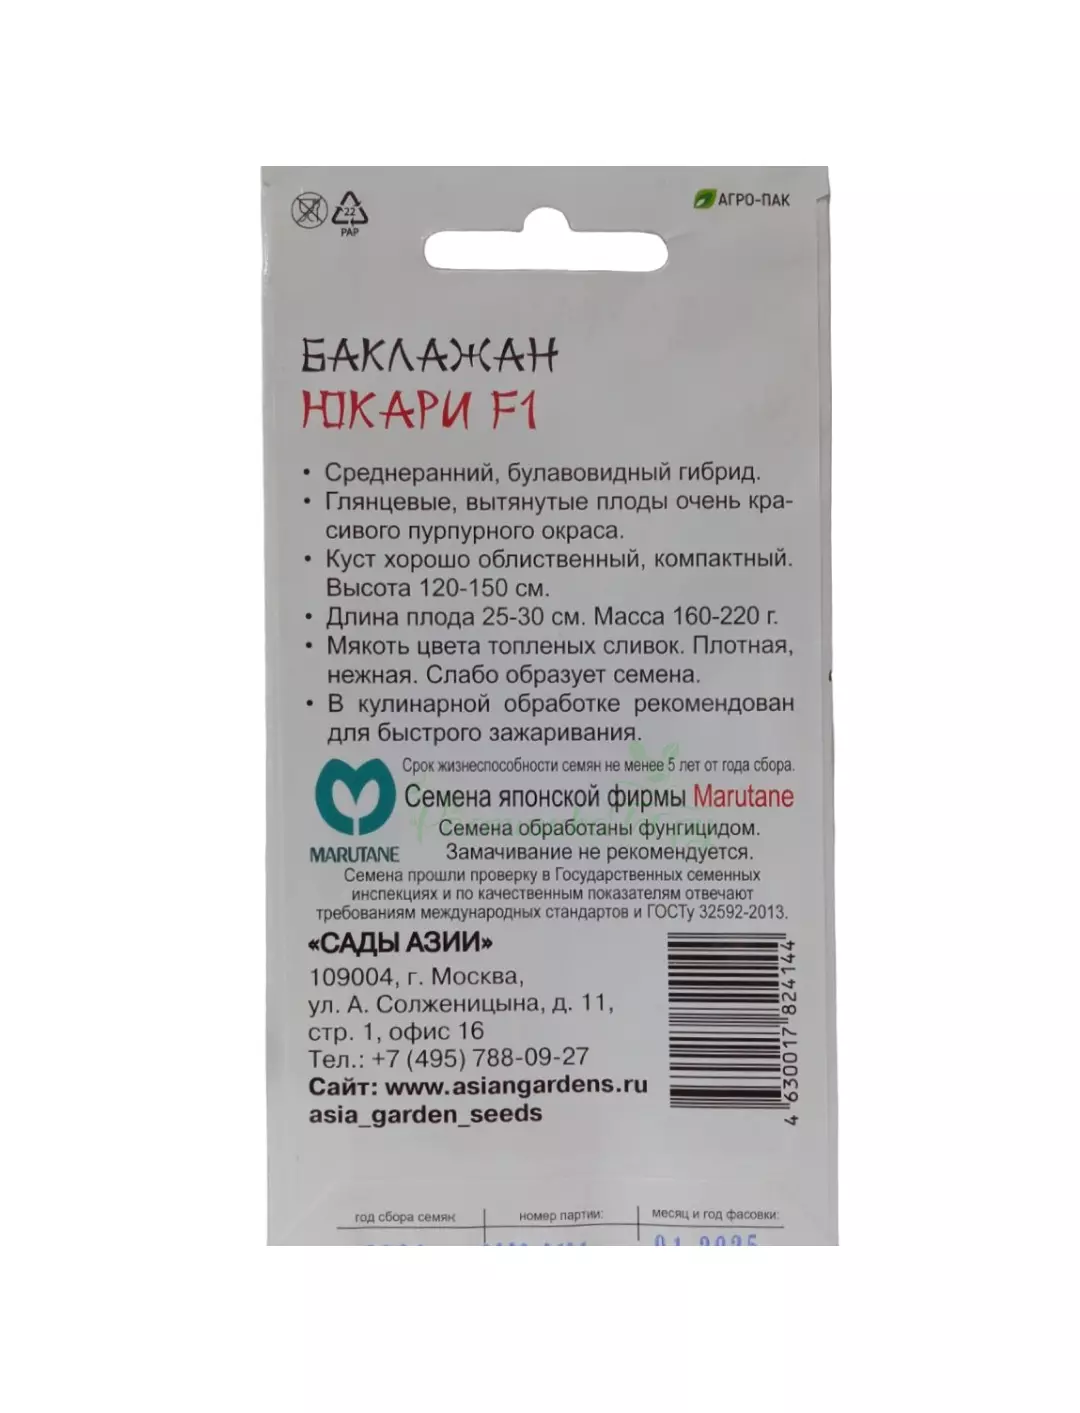 22
PAP
АГРО-ПАК
БАКЛАЖАН
ЮКАРИ F1
• Среднеранний, булавовидный гибрид.
• Глянцевые, вытянутые плоды очень кра-
сивого пурпурного окраса.
• Куст хорошо облиственный, компактный.
Высота 120-150 см.
• Длина плода 25-30 см. Масса 160-220 г.
• Мякоть цвета топленых сливок. Плотная,
нежная. Слабо образует семена.
• В кулинарной обработке рекомендован
для быстрого зажаривания.
Срок жизнеспособности семян не менее 5 лет от года сбора.
Семена японской фирмы Marutane
Семена обработаны фунгицидом.
MARUTANE
Замачивание не рекомендуется.
Семена прошли проверку в Государственных семенных
инспекциях и по качественным показателям отвечают
требованиям международных стандартов и ГОСТу 32592-2013.
«САДЫ АЗИИ»
109004, г. Москва,
ул. А. Солженицына, д. 11,
стр. 1, офис 16
Тел.: +7 (495) 788-09-27
Сайт: www.asiangardens.ru
asia_garden_seeds
4 630017 824144
год сбора семян:
номер партии:
месяц и год фасовки:
01 2025